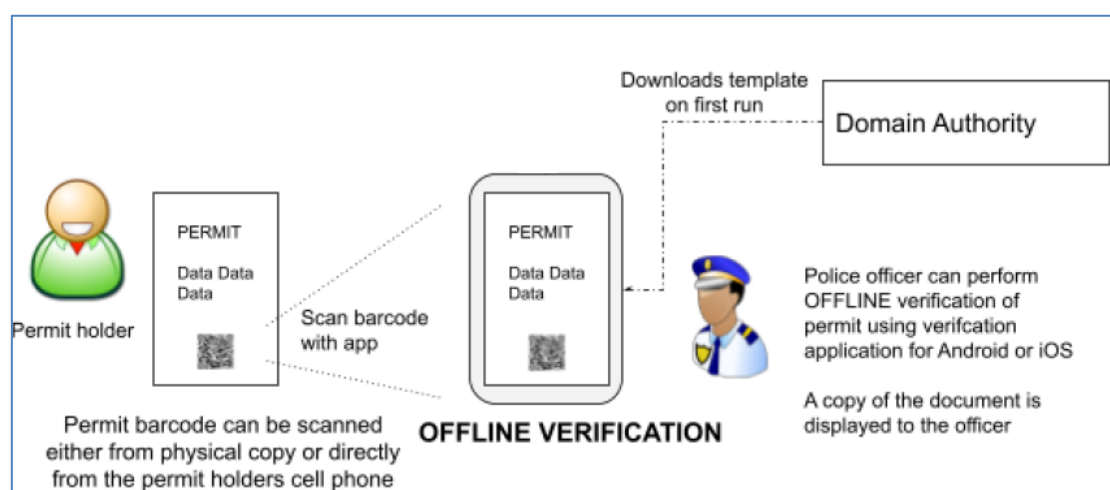 Downloads template
on first run
Domain Authority
PERMIT
Data Data
Data
Permit holder
Scan barcode
with app
PERMIT
Data Data
Data
Police officer can perform
OFFLINE verification of
permit using verifcation
application for Android or iOS
A copy of the document is
displayed to the officer
OFFLINE VERIFICATION
Permit barcode can be scanned
either from physical copy or directly
from the permit holders cell phone